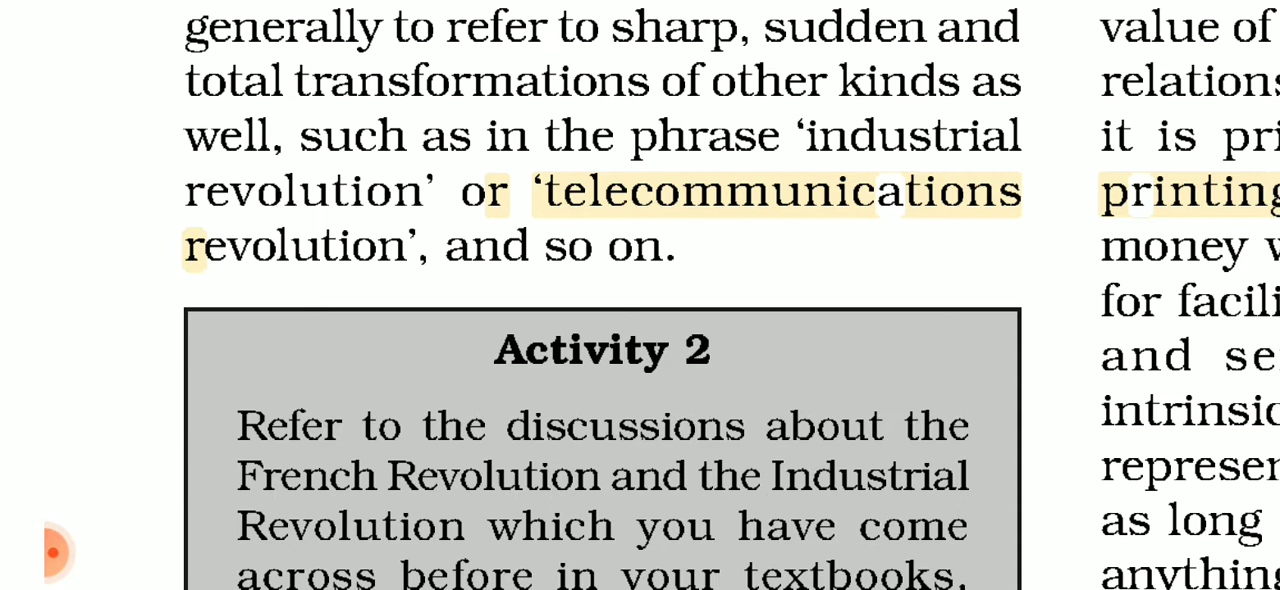 generally to refer to sharp, sudden and
total transformations of other kinds as
well, such as in the phrase ‘industrial
revolution’ or ‘telecommunications
revolution’, and so on.
Activity 2
Refer to the discussions about the
French Revolution and the Industrial
Revolution which you have come
across before in your textbooks.
value of
relations
it is
printing
money
for
and
as long